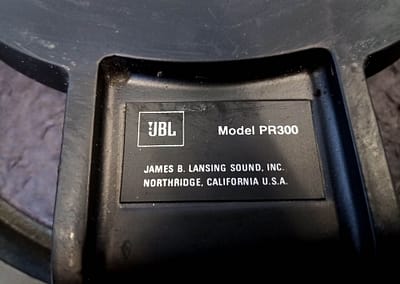 JBL
Model PR300
JAMES B. LANSING SOUND, INC.
NORTHRIDGE, CALIFORNIA U.S.A.